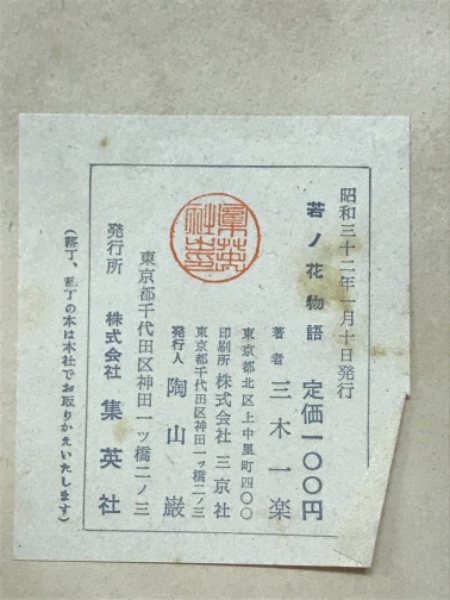 昭和三十二年一月十日発行
若ノ花物語 定価一〇〇円
著者 三木一楽
東京都北区上中里町四〇〇
印刷所 株式会社 三京社
東京都千代田区神田一ッ橋二ノ三
発行人 陶山巌
東京都千代田区神田一ッ橋二ノ三
発行所 株式会社 集英社
(落丁、乱丁の本は本社でお取りかえいたします)
集英社之印